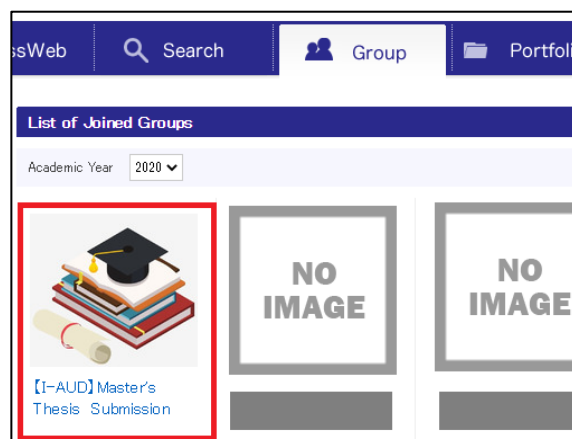 ssWeb Search Group Portfoli
List of Joined Groups
Academic Year 2020
NO IMAGE
NO IMAGE
【I-AUD】Master's
Thesis Submission